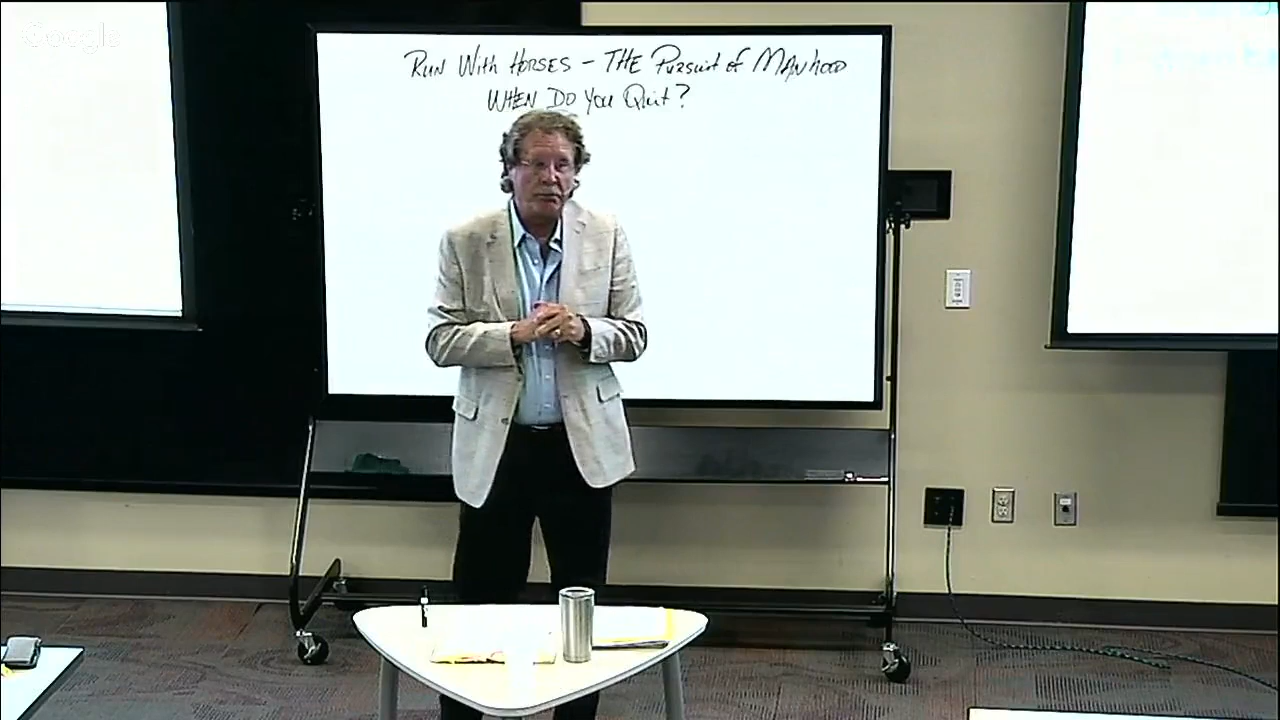 Google
Run With Horses – The Pursuit of Manhood
When Do You Quit?